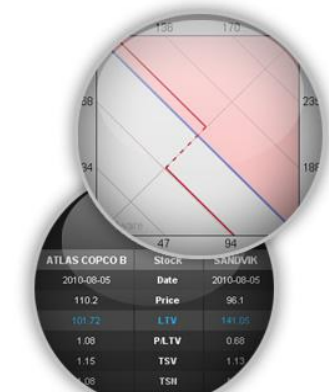 136 170
38 235
34 188
47 94
ATLAS COPCO B Stock SANDVIK
2010-08-05 Date 2010-08-05
110.2 Price 96.1
101.72 LTV 141.05
1.08 P/LTV 0.68
1.15 TSV 1.13
TSN